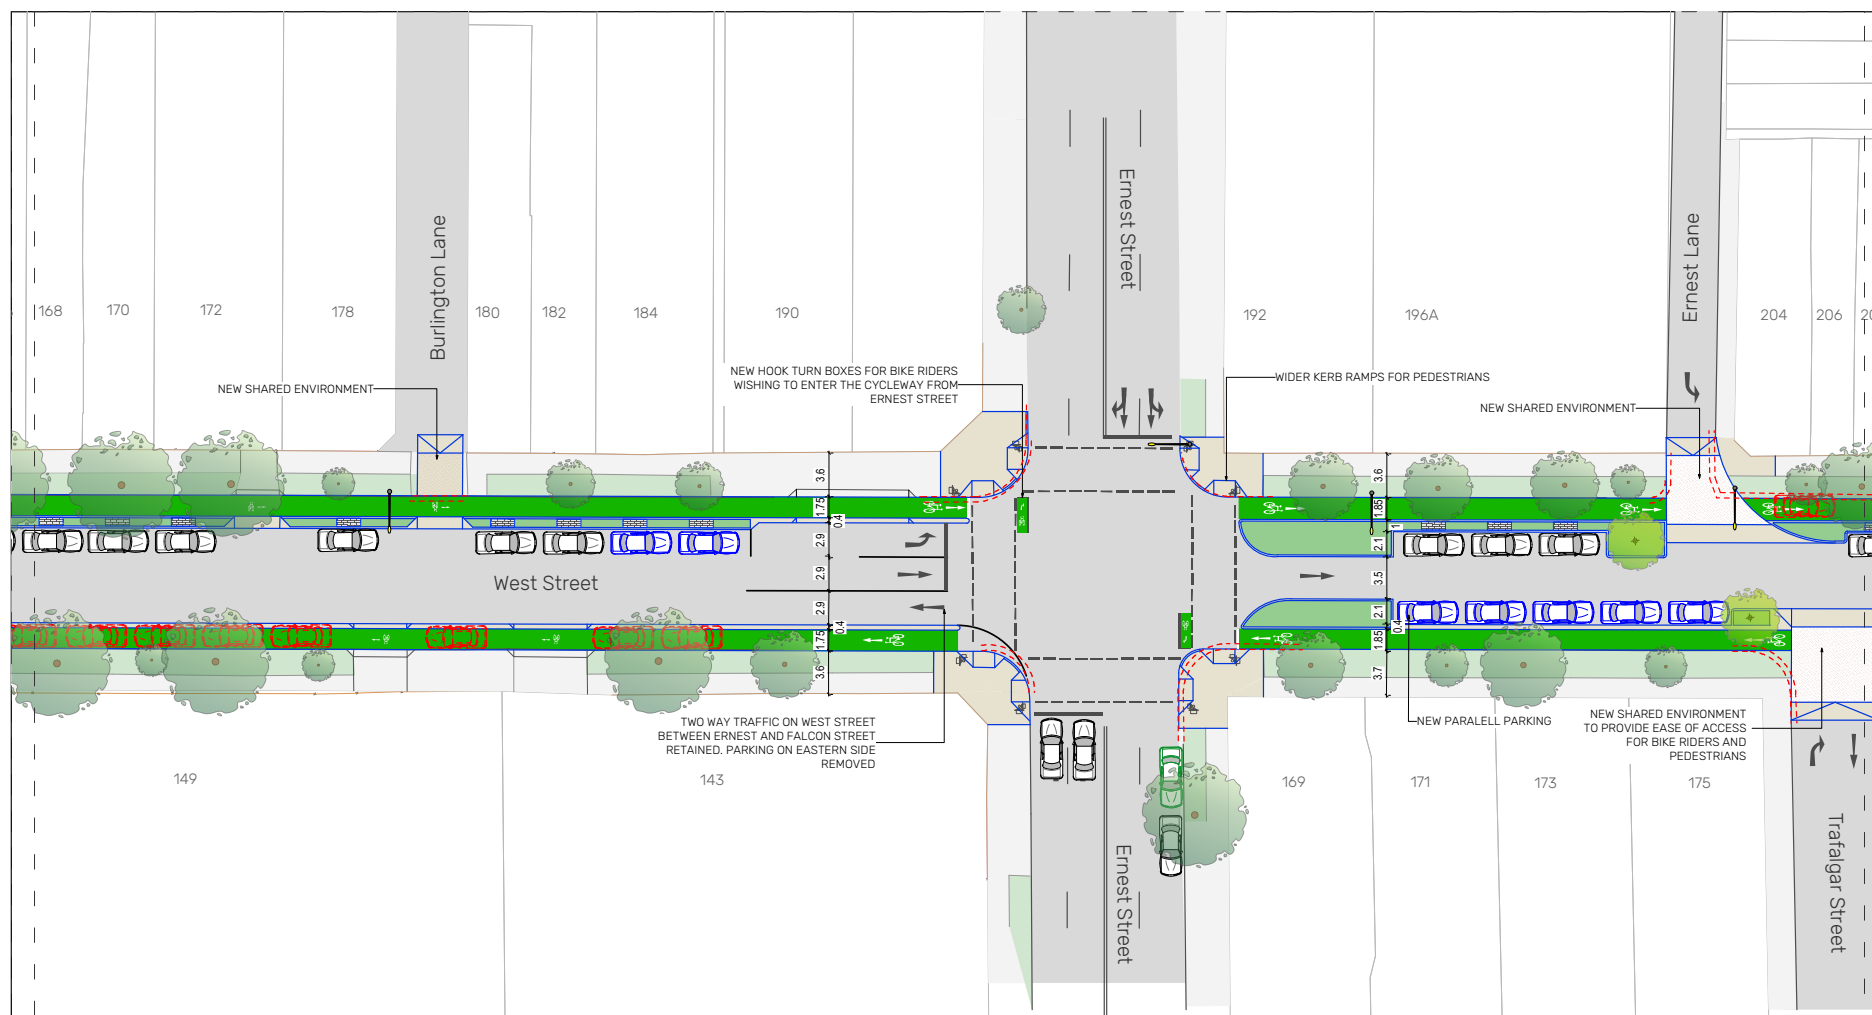 Burlington Lane
Ernest Street
Ernest Lane
168
170
172
178
180
182
184
190
192
196A
204
206
20
NEW SHARED ENVIRONMENT
NEW HOOK TURN BOXES FOR BIKE RIDERS
WISHING TO ENTER THE CYCLEWAY FROM
ERNEST STREET
WIDER KERB RAMPS FOR PEDESTRIANS
NEW SHARED ENVIRONMENT
3.6
1.75
0.4
2.9
2.9
2.9
0.4
1.75
3.6
3.6
1.85
1
2.1
3.5
2.1
0.4
1.85
3.7
West Street
TWO WAY TRAFFIC ON WEST STREET
BETWEEN ERNEST AND FALCON STREET
RETAINED. PARKING ON EASTERN SIDE
REMOVED
NEW PARALELL PARKING
NEW SHARED ENVIRONMENT
TO PROVIDE EASE OF ACCESS
FOR BIKE RIDERS AND
PEDESTRIANS
149
143
169
171
173
175
Ernest Street
Trafalgar Street